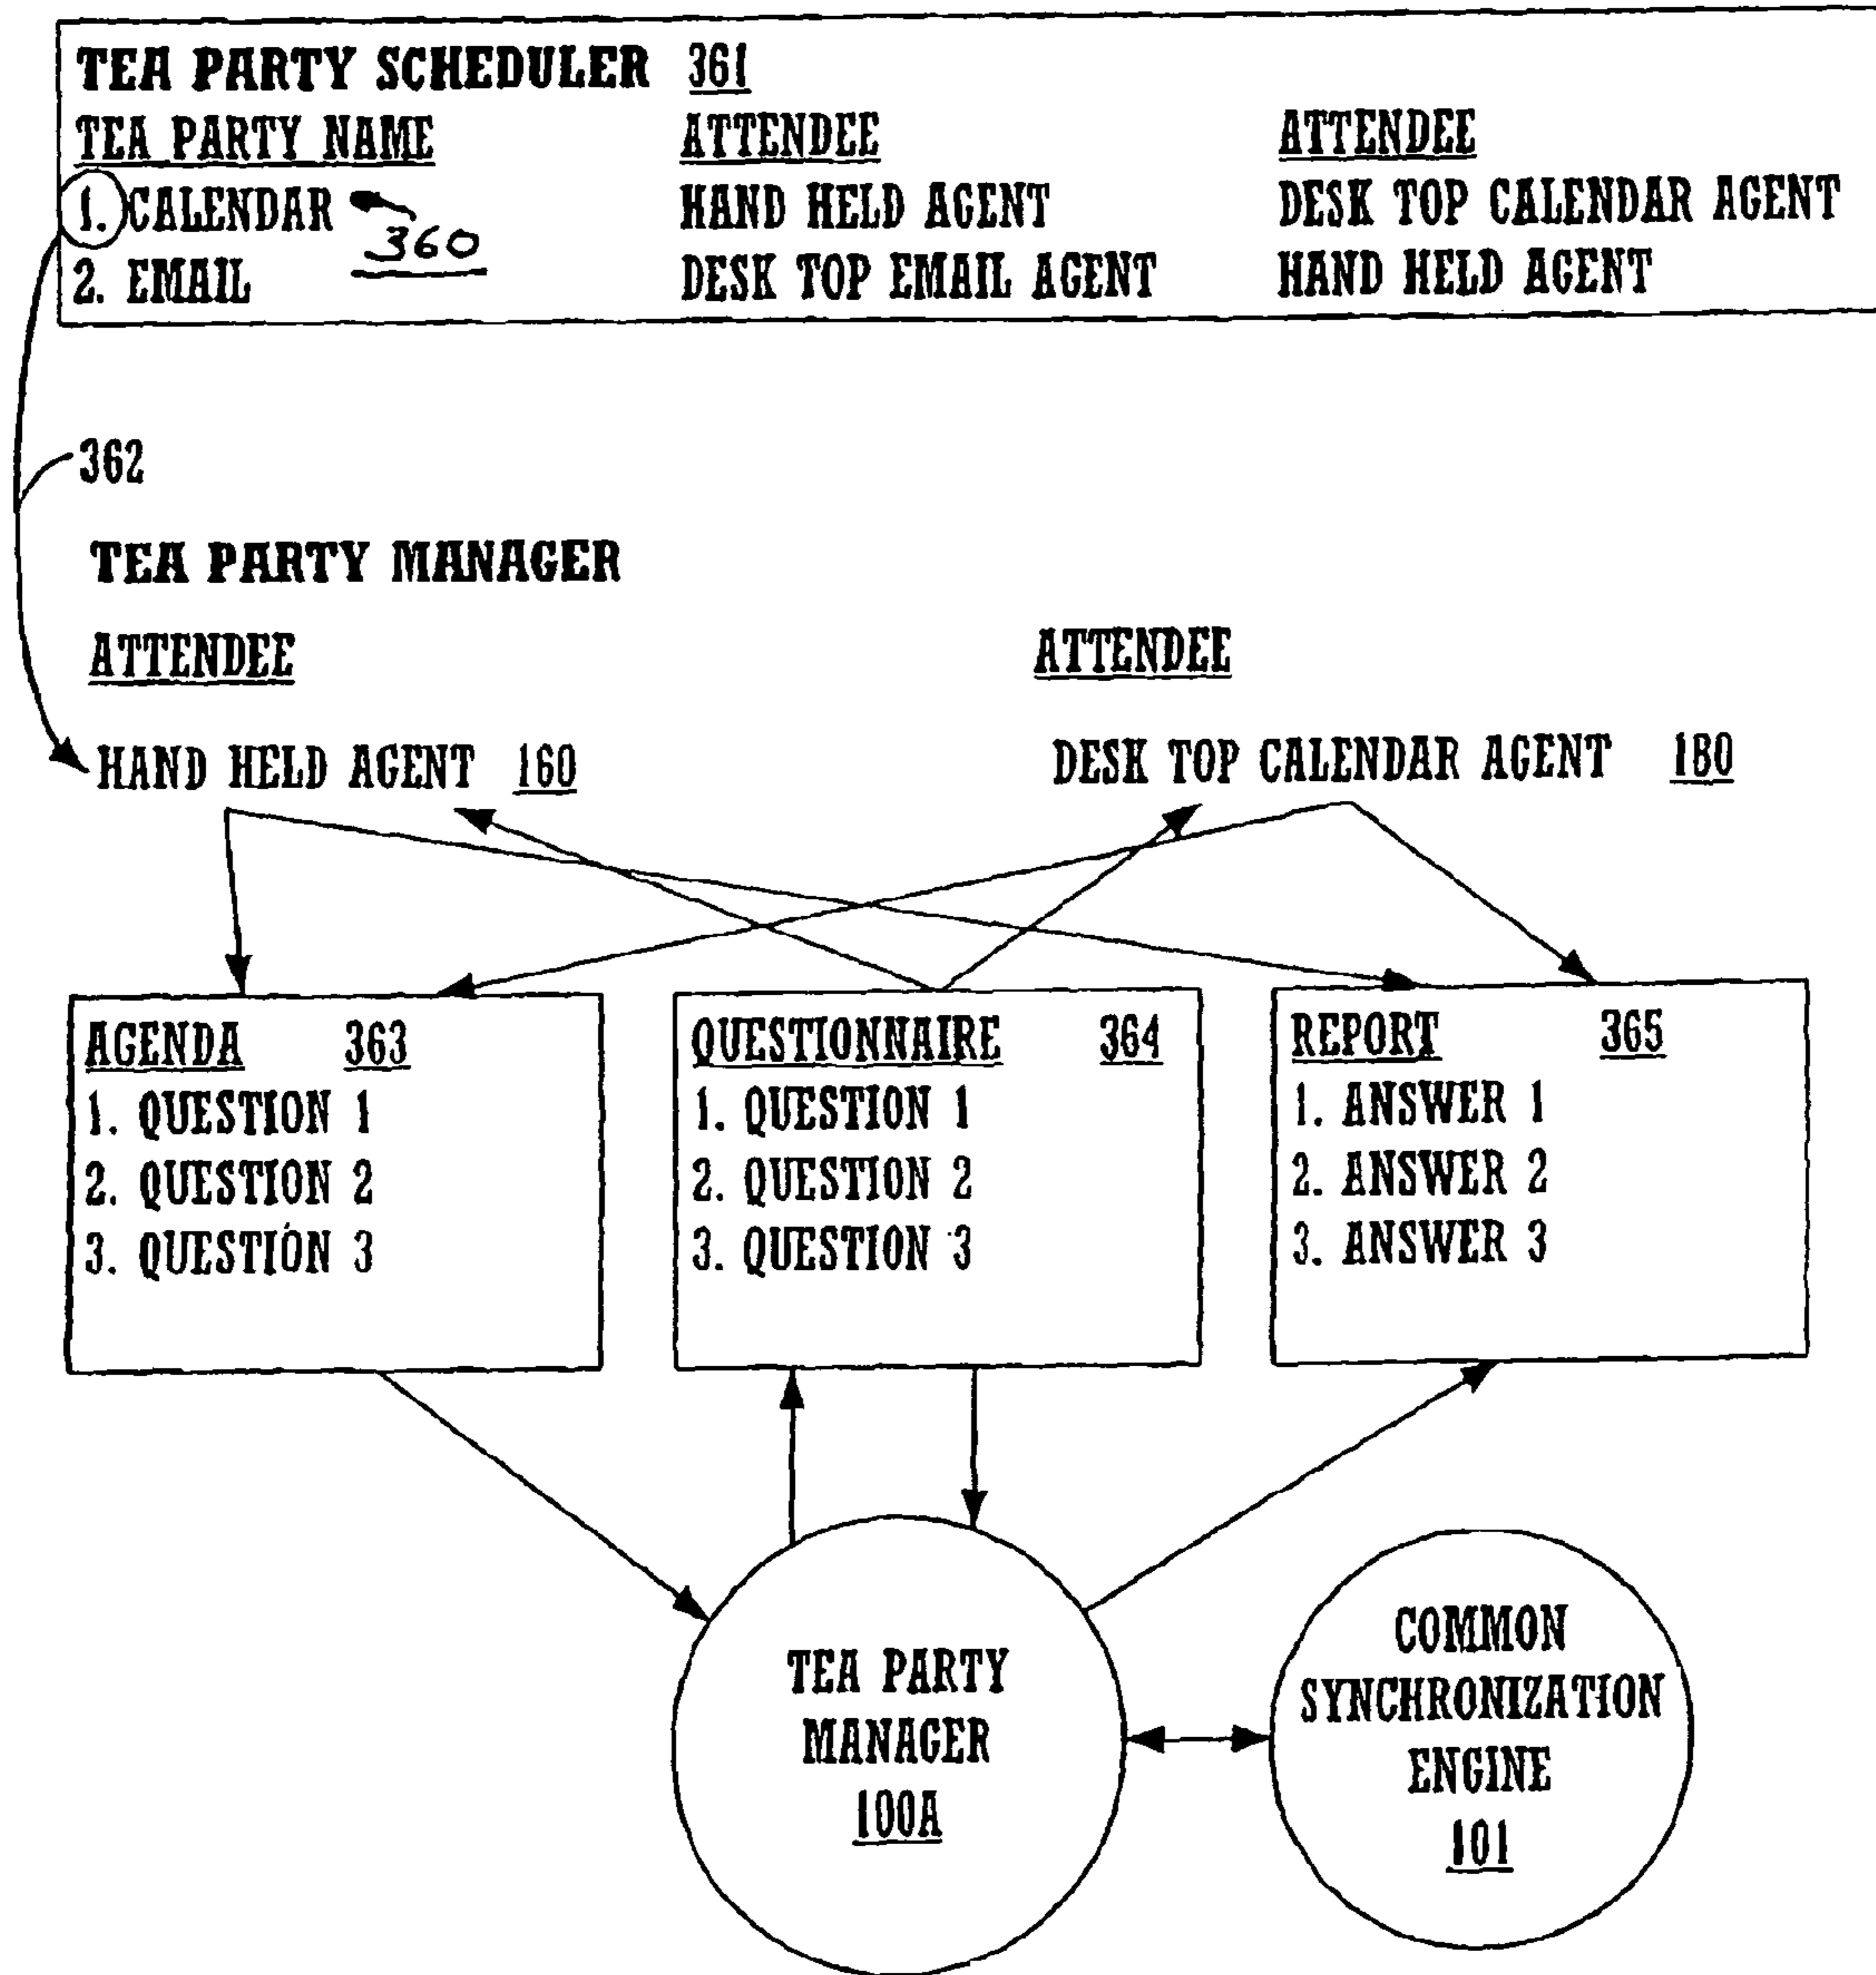 TEA PARTY SCHEDULER 361
TEA PARTY NAME ATTENDEE ATTENDEE
1. CALENDAR 360 HAND HELD AGENT DESK TOP CALENDAR AGENT
2. EMAIL DESK TOP EMAIL AGENT HAND HELD AGENT
362
TEA PARTY MANAGER
ATTENDEE ATTENDEE
HAND HELD AGENT 160 DESK TOP CALENDAR AGENT 180
AGENDA 363
1. QUESTION 1
2. QUESTION 2
3. QUESTION 3
QUESTIONNAIRE 364
1. QUESTION 1
2. QUESTION 2
3. QUESTION 3
REPORT 365
1. ANSWER 1
2. ANSWER 2
3. ANSWER 3
TEA PARTY
MANAGER
100A
COMMON
SYNCHRONIZATION
ENGINE
101